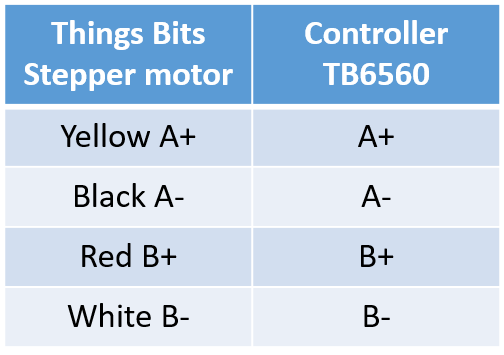 Things Bits Controller
Stepper motor TB6560
Yellow A+ A+
Black A- A-
Red B+ B+
White B- B-